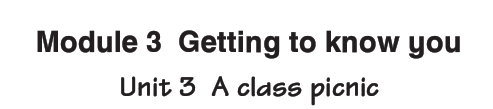 Module 3 Getting to know you
Unit 3 A class picnic